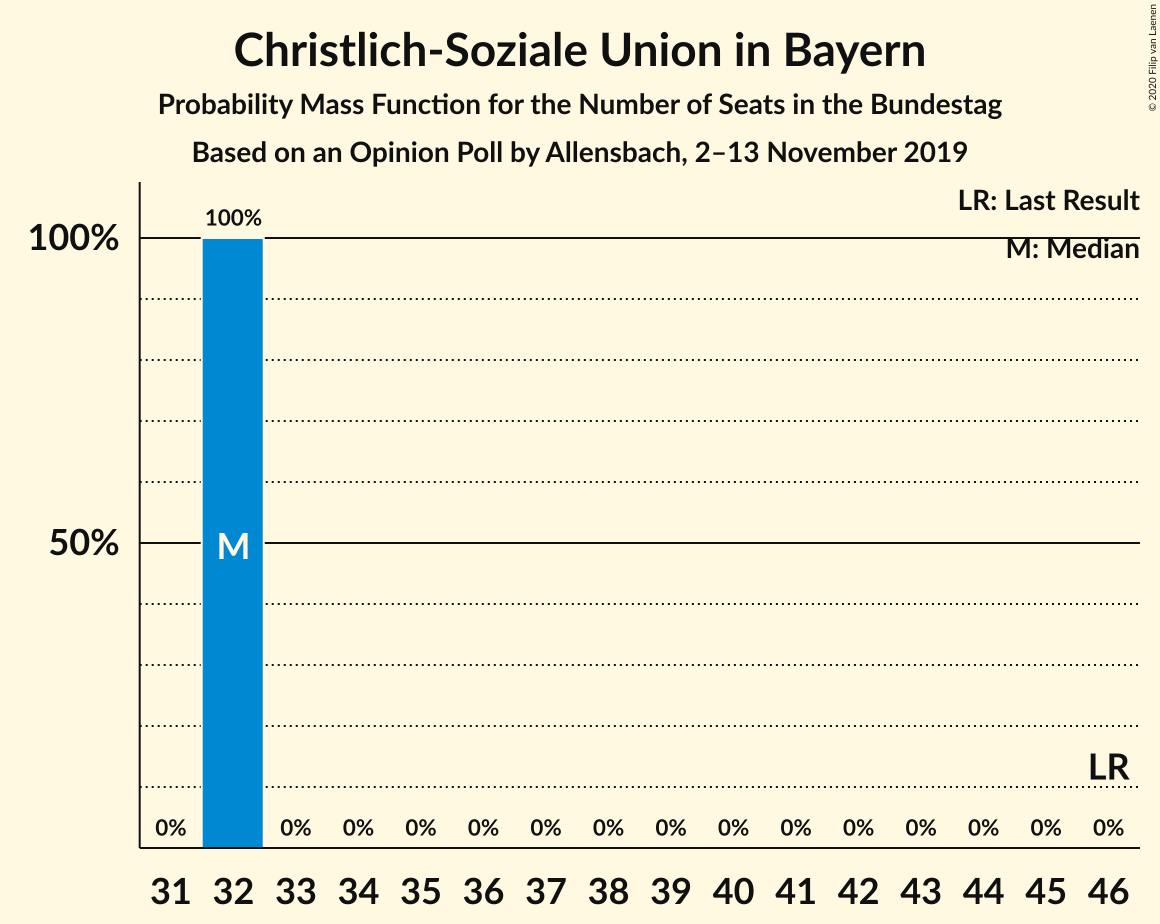 Christlich-Soziale Union in Bayern
Probability Mass Function for the Number of Seats in the Bundestag
Based on an Opinion Poll by Allensbach, 2–13 November 2019
© 2020 Filip van Laenen
LR: Last Result
M: Median
100%
100%
50%
M
LR
0% 0% 0% 0% 0% 0% 0% 0% 0% 0% 0% 0% 0% 0% 0%
31 32 33 34 35 36 37 38 39 40 41 42 43 44 45 46